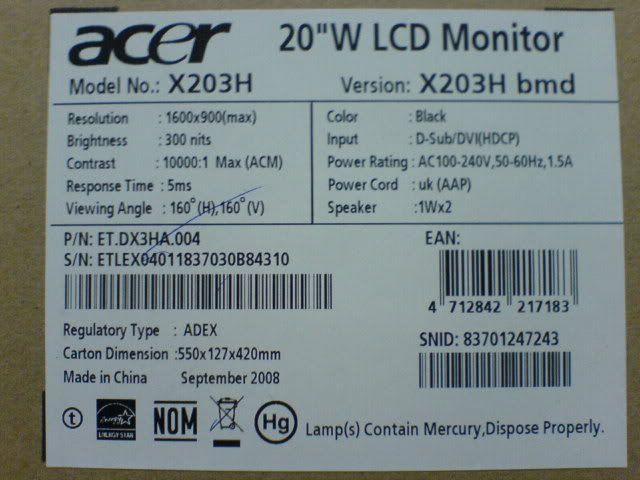 acer 20"W LCD Monitor
Model No.: X203H Version: X203H bmd
Resolution : 1600x900(max)
Brightness : 300 nits
Contrast : 10000:1 Max (ACM)
Response Time : 5ms
Viewing Angle : 160°(H),160°(V)
Color : Black
Input : D-Sub/DVI(HDCP)
Power Rating : AC100-240V,50-60Hz,1.5A
Power Cord : uk (AAP)
Speaker :1Wx2
P/N: ET.DX3HA.004
S/N: ETLEX04011837030B84310
EAN:
4 712842 217183
SNID: 83701247243
Regulatory Type : ADEX
Carton Dimension :550x127x420mm
Made in China September 2008
t energy ENERGY STAR NOM Hg Lamp(s) Contain Mercury,Dispose Properly.